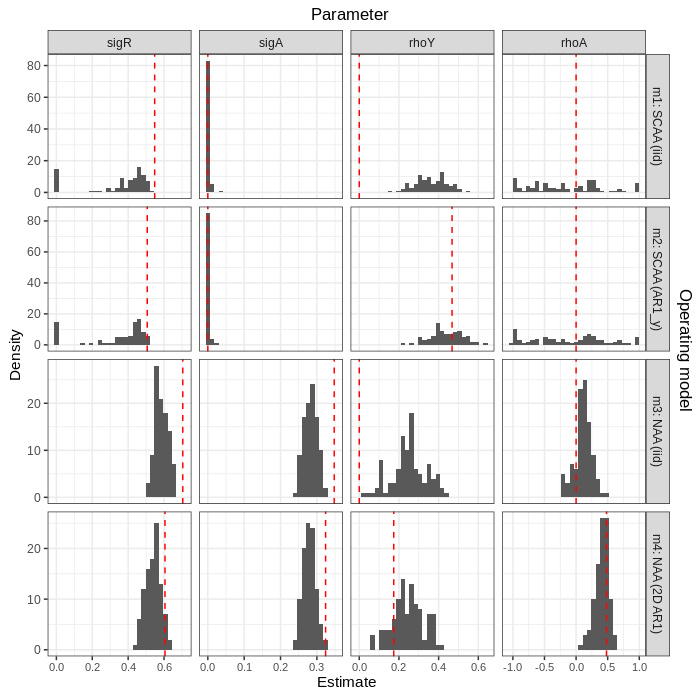 Parameter
sigR sigA rhoY rhoA
80
60
40
20
0
m1: SCAA (iid)
80
60
40
20
0
m2: SCAA (AR1_y)
20
10
0
m3: NAA (iid)
20
10
0
m4: NAA (2D AR1)
Density
Operating model
0.0 0.2 0.4 0.6 0.0 0.1 0.2 0.3 0.0 0.2 0.4 0.6 -1.0 -0.5 0.0 0.5 1.0
Estimate